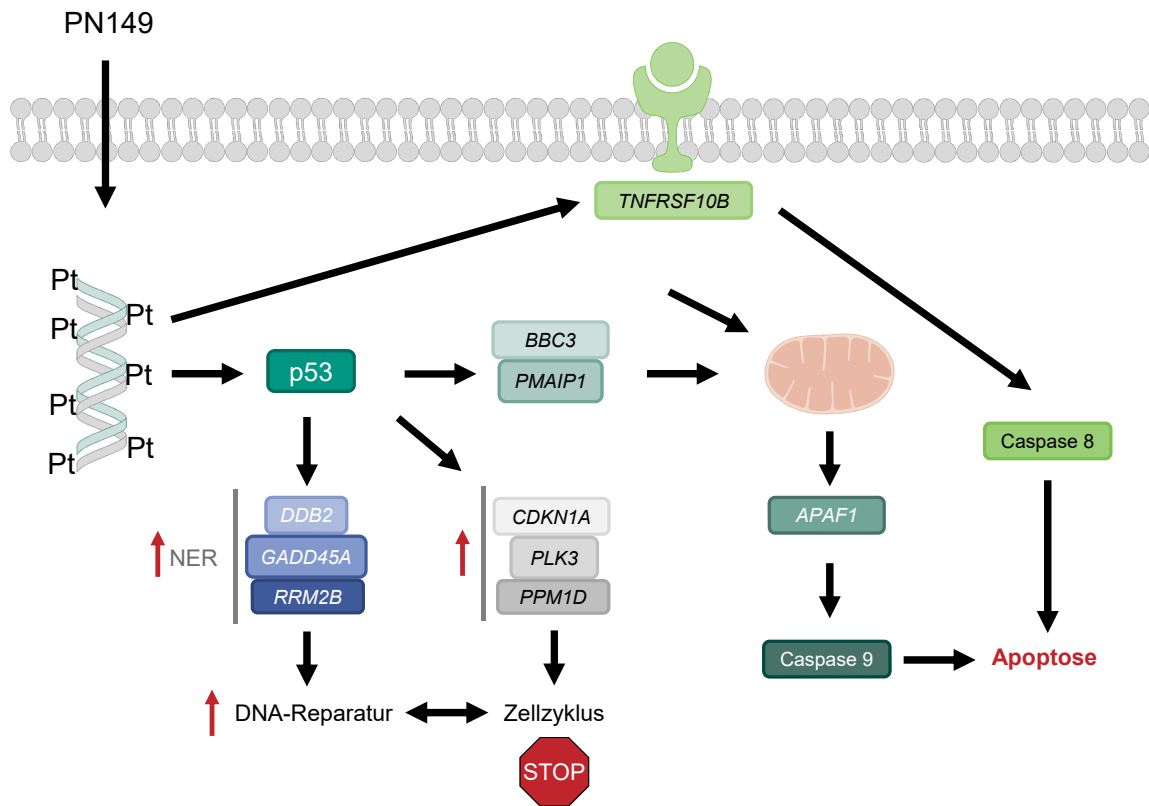 PN149
TNFRSF10B
Pt
Pt
Pt
Pt
Pt
Pt
p53
BBC3
PMAIP1
Caspase 8
DDB2
GADD45A
RRM2B
NER
CDKN1A
PLK3
PPM1D
APAF1
Caspase 9
Apoptose
DNA-Reparatur
Zellzyklus
STOP